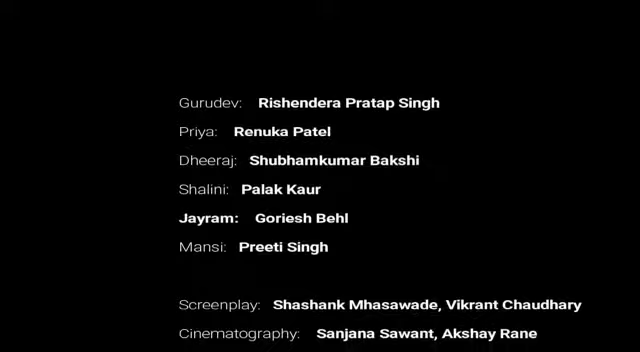 Gurudev: Rishendera Pratap Singh
Priya: Renuka Patel
Dheeraj: Shubhamkumar Bakshi
Shalini: Palak Kaur
Jayram: Goriesh Behl
Mansi: Preeti Singh
Screenplay: Shashank Mhasawade, Vikrant Chaudhary
Cinematography: Sanjana Sawant, Akshay Rane